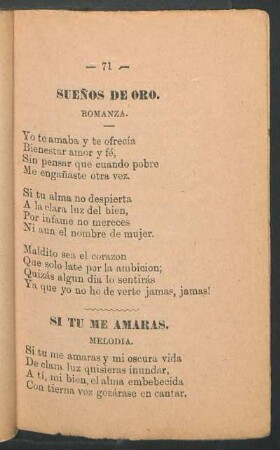 — 71 —
SUEÑOS DE ORO.
ROMANZA.
Yo te amaba y te ofrecía
Bienestar amor y fé,
Sin pensar que cuando pobre
Me engañaste otra vez.
Si tu alma no despierta
A la clara luz del bien,
Por infame no mereces
Ni aun el nombre de mujer.
Maldito sea el corazon
Que solo late por la ambicion;
Quizás algun dia lo sentirás
Ya que yo no he de verte jamas, jamas!
SI TU ME AMARAS.
MELODIA.
Si tu me amaras y mi oscura vida
De clara luz quisieras inundar,
A tí, mi bien, el alma embebecida
Con tierna voz gozárase en cantar.